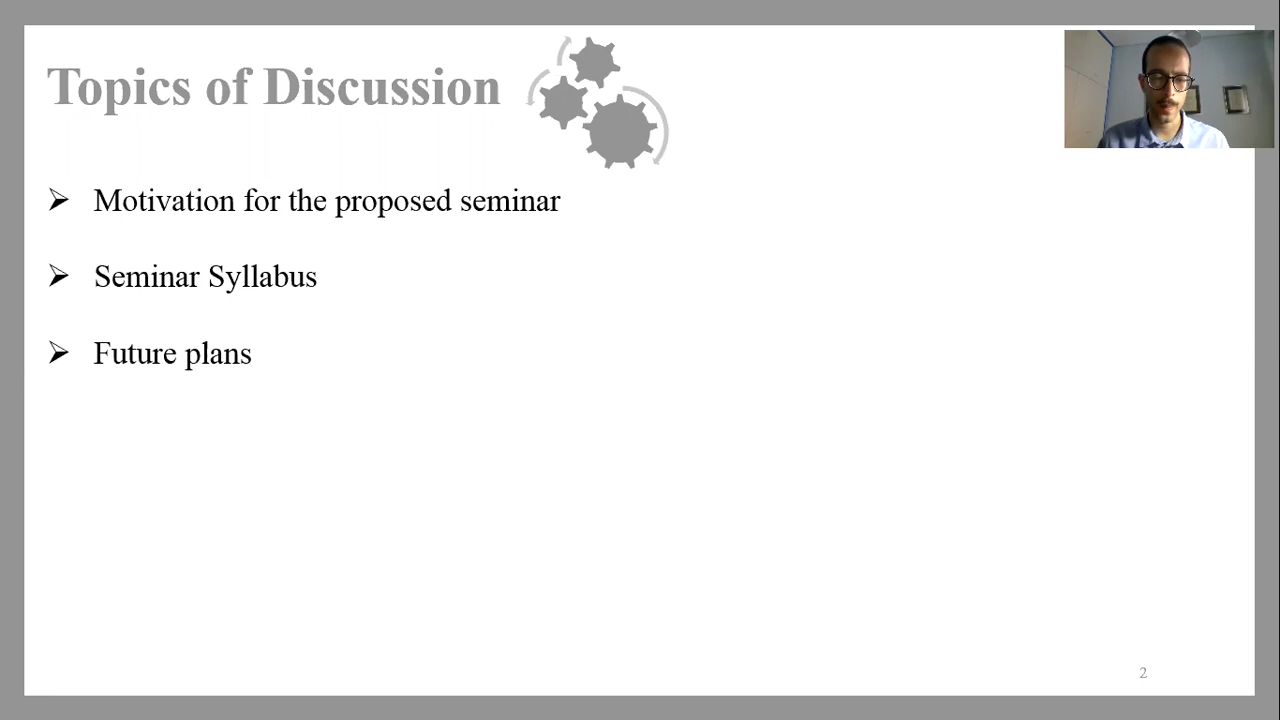 Topics of Discussion
Motivation for the proposed seminar
Seminar Syllabus
Future plans
2